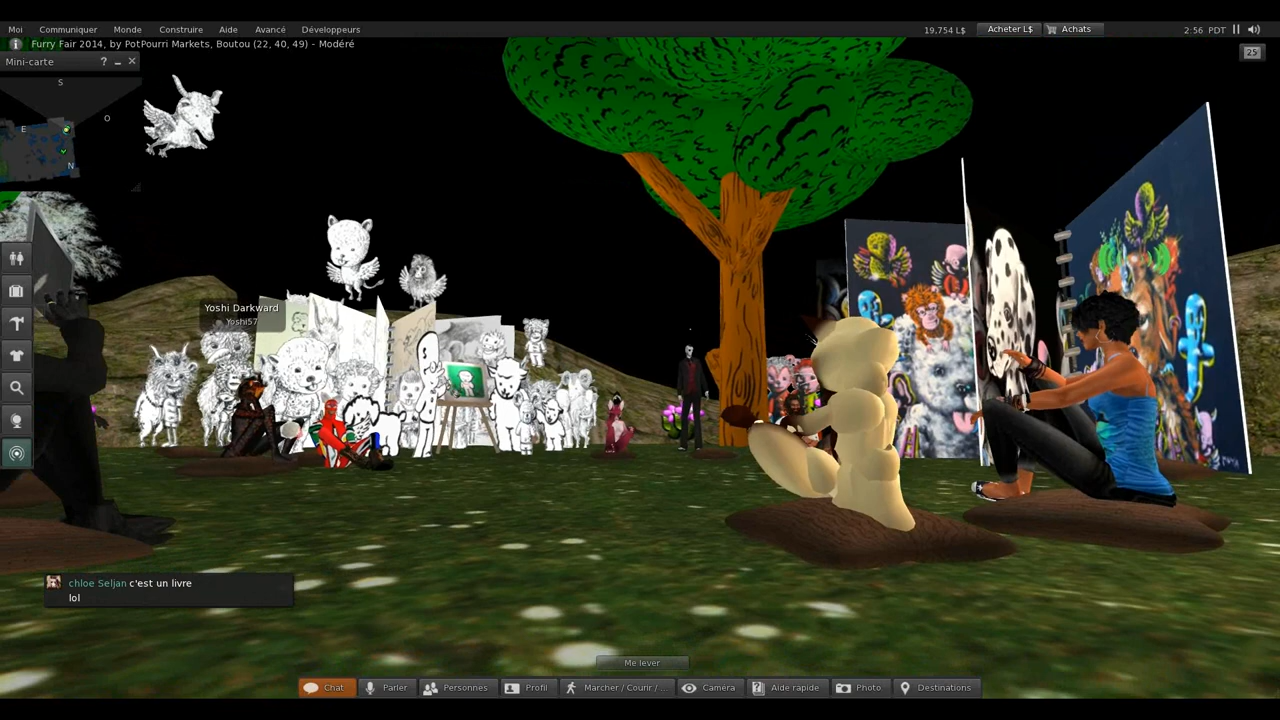 Moi Communiquer Monde Construire Aide Avancé Développeurs 19,754 L$ Acheter L$ Achats 2:56 PDT
Furry Fair 2014, by PotPourri Markets, Boutou (22, 40, 49) - Modéré
25
Mini-carte ? _ ×
S
O
E
N
Yoshi Darkward
Yoshi57
chloe Seljan c'est un livre
lol
Me lever
Chat Parler Personnes Profil Marcher / Courir / ... Caméra Aide rapide Photo Destinations